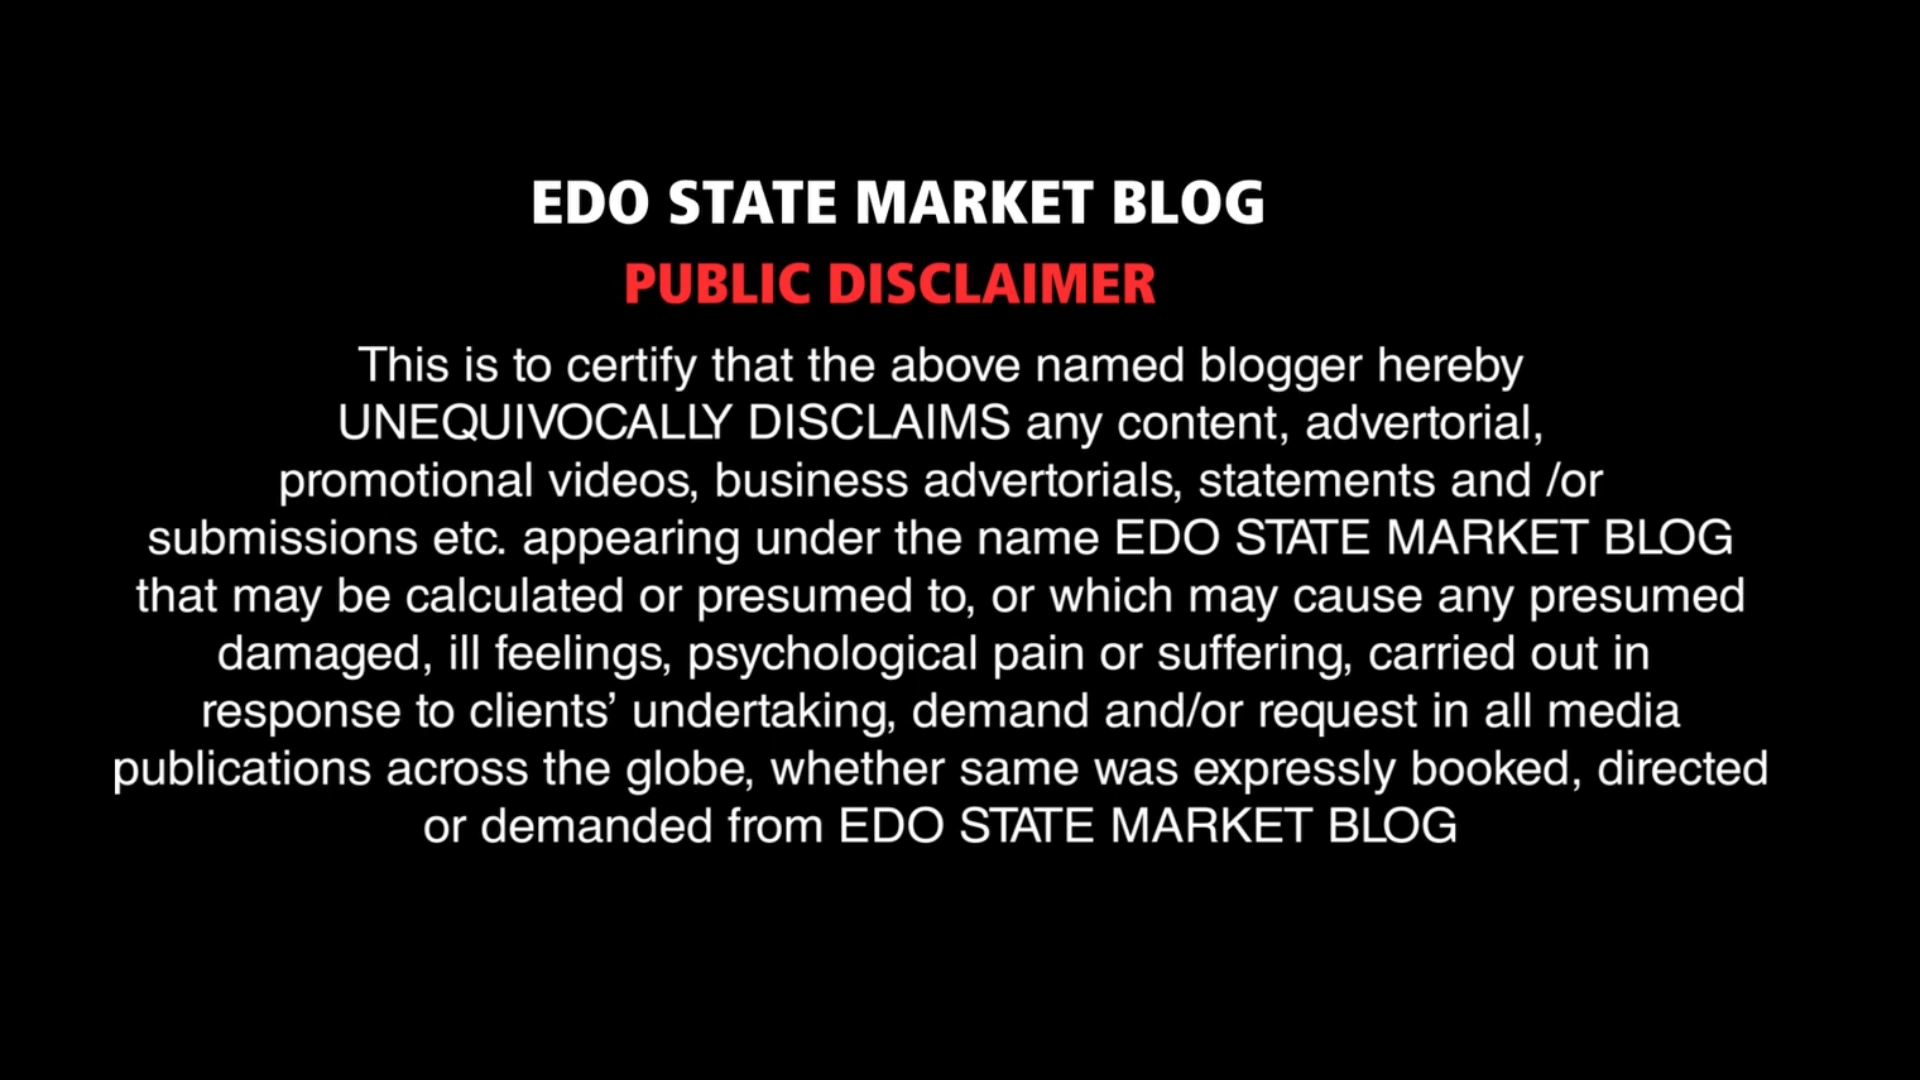 EDO STATE MARKET BLOG
PUBLIC DISCLAIMER
This is to certify that the above named blogger hereby
UNEQUIVOCALLY DISCLAIMS any content, advertorial,
promotional videos, business advertorials, statements and /or
submissions etc. appearing under the name EDO STATE MARKET BLOG
that may be calculated or presumed to, or which may cause any presumed
damaged, ill feelings, psychological pain or suffering, carried out in
response to clients’ undertaking, demand and/or request in all media
publications across the globe, whether same was expressly booked, directed
or demanded from EDO STATE MARKET BLOG